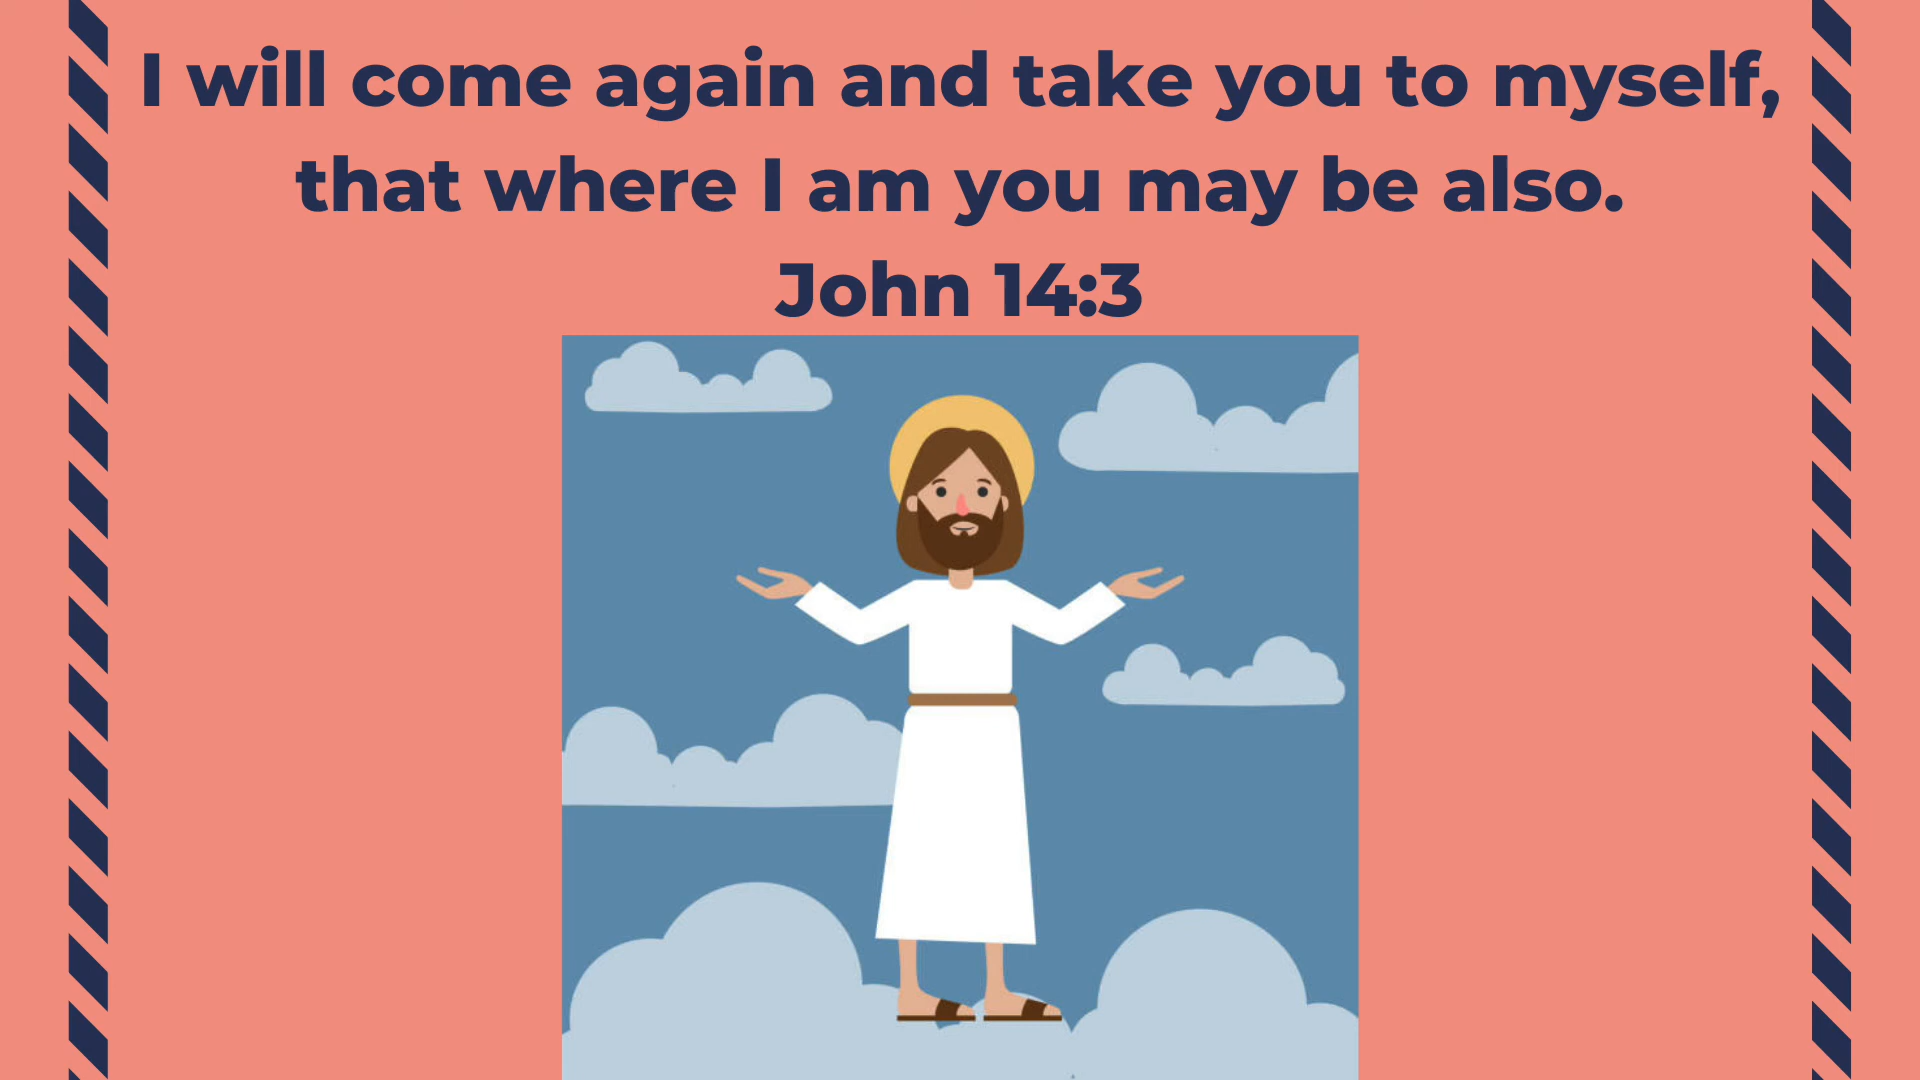 I will come again and take you to myself,
that where I am you may be also.
John 14:3